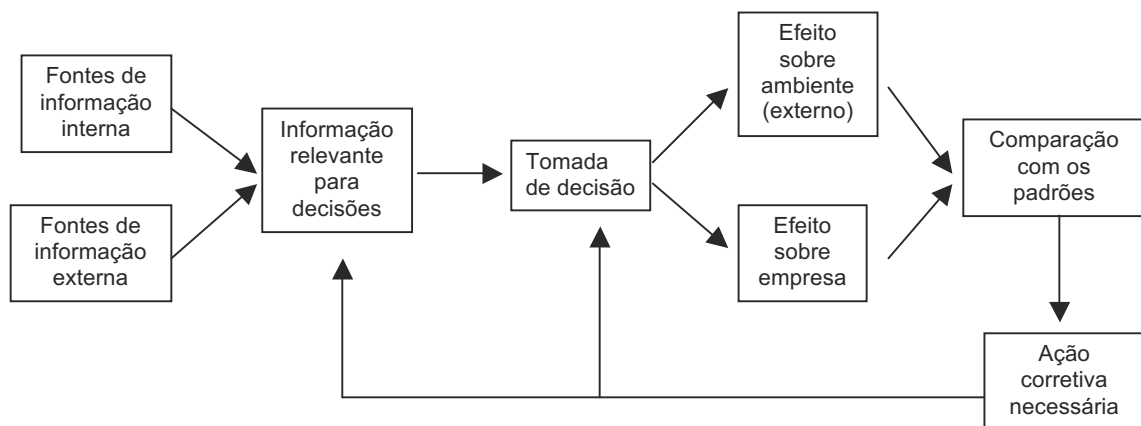 Fontes de
informação
interna
Fontes de
informação
externa
Informação
relevante
para
decisões
Tomada
de decisão
Efeito
sobre
ambiente
(externo)
Efeito
sobre
empresa
Comparação
com os
padrões
Ação
corretiva
necessária